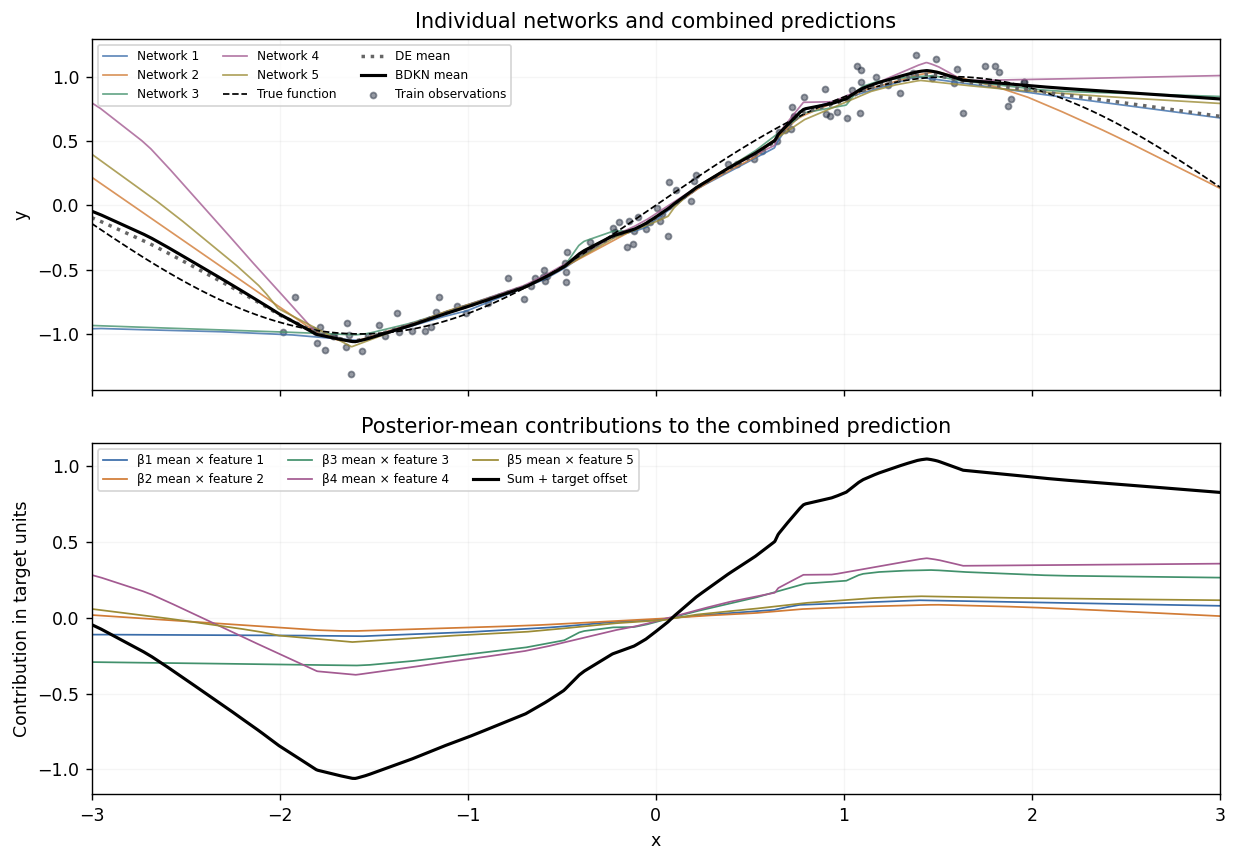 Individual networks and combined predictions
Network 1
Network 2
Network 3
Network 4
Network 5
True function
DE mean
BDKN mean
Train observations
y
1.0
0.5
0.0
−0.5
−1.0
Posterior-mean contributions to the combined prediction
β1 mean × feature 1
β2 mean × feature 2
β3 mean × feature 3
β4 mean × feature 4
β5 mean × feature 5
Sum + target offset
Contribution in target units
1.0
0.5
0.0
−0.5
−1.0
−3 −2 −1 0 1 2 3
x